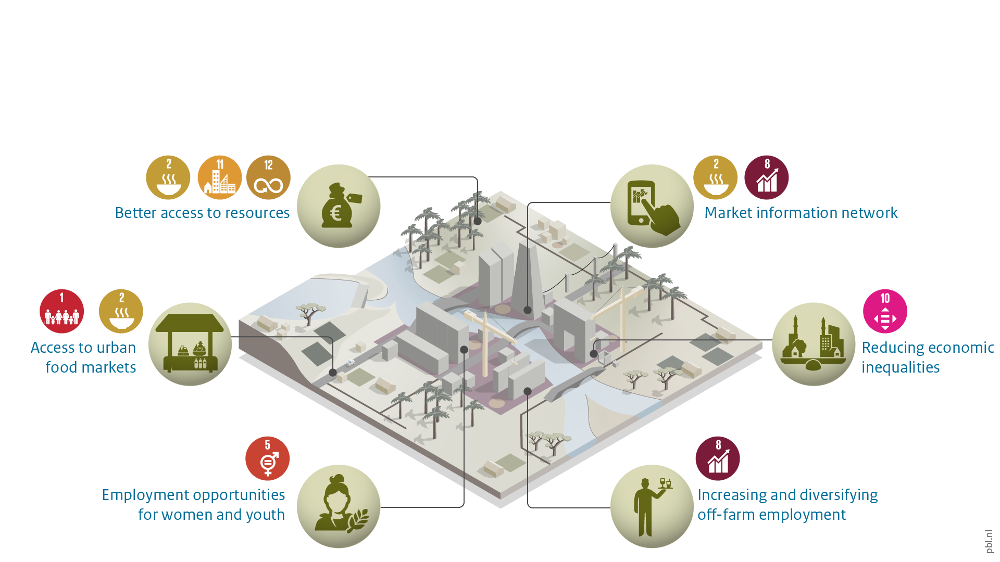 2 11 12
Better access to resources
€
2 8
Market information network
1 2
Access to urban
food markets
10
Reducing economic
inequalities
5
Employment opportunities
for women and youth
8
Increasing and diversifying
off-farm employment
pbl.nl